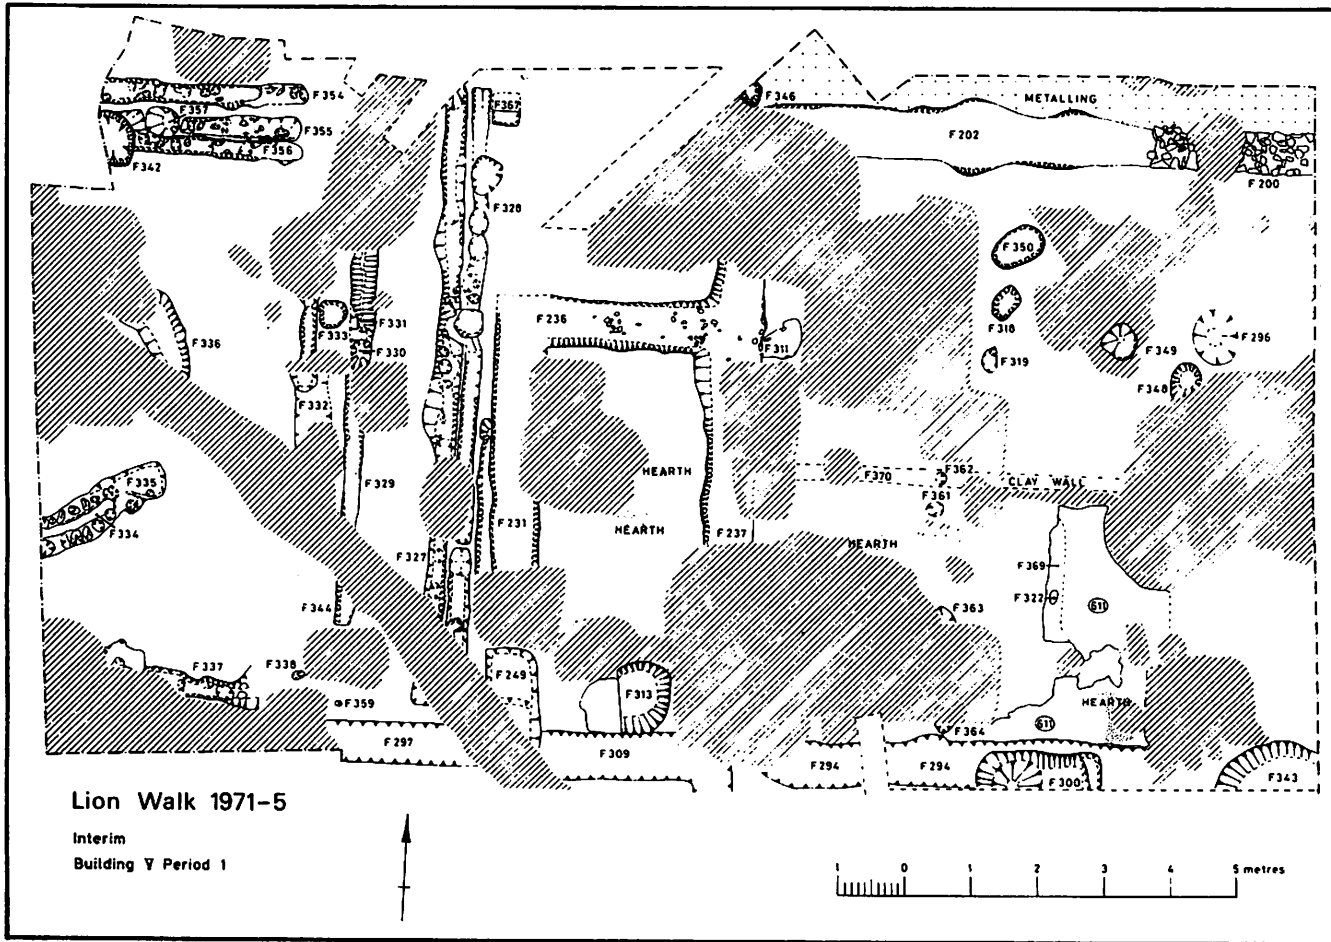 F354
F357
F355
F356
F342
F367
F346
METALLING
F202
F200
F328
F350
F236
F318
F333
F331
F330
F336
F311
F319
F349
F296
F348
F332
HEARTH
F335
F329
F370
F362
CLAY WALL
F361
F334
F231
HEARTH
F237
HEARTH
F327
F369
F344
F322
611
F363
F337
F338
F249
F313
HEARTH
F359
F364
611
F297
F309
F294
F294
F300
F343
Lion Walk 1971-5
Interim
Building V Period 1
1 0 1 2 3 4 5 metres